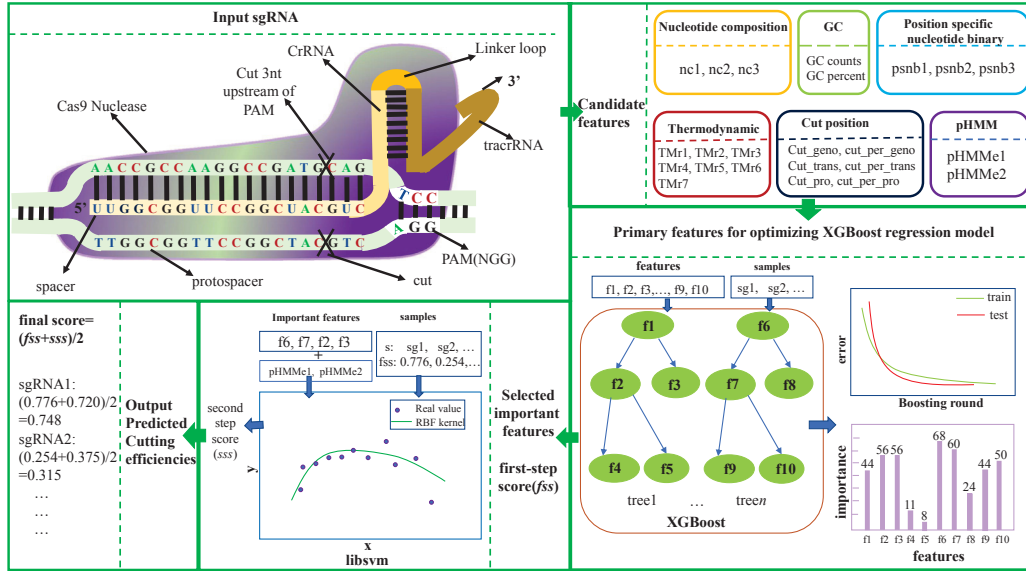 Input sgRNA
CrRNA
Linker loop
Cut 3nt
upstream of
PAM
3’
Cas9 Nuclease
tracrRNA
AACCGCCAAGGCCGATGCAG
TCC
5’
UUGGCGGUUCCGGCUACGUC
AGG
TTGGCGGTTCCGGCTACGTC
PAM(NGG)
spacer
protospacer
cut
Candidate
features
Nucleotide composition
nc1, nc2, nc3
GC
GC counts
GC percent
Position specific
nucleotide binary
psnb1, psnb2, psnb3
Thermodynamic
TMr1, TMr2, TMr3
TMr4, TMr5, TMr6
TMr7
Cut position
Cut_geno, cut_per_geno
Cut_trans, cut_per_trans
Cut_pro, cut_per_pro
pHMM
pHMMe1
pHMMe2
Primary features for optimizing XGBoost regression model
features
f1, f2, f3,…, f9, f10
samples
sg1, sg2, …
f1
f6
f2
f3
f7
f8
f4
f5
f9
f10
tree1 … treen
XGBoost
train
test
error
Boosting round
importance
44
56
56
11
8
68
60
24
44
50
f1 f2 f3 f4 f5 f6 f7 f8 f9 f10
features
Selected
important
features
first-step
score(fss)
Important features
f6, f7, f2, f3
+
pHMMe1, pHMMe2
samples
s: sg1, sg2, …
fss: 0.776, 0.254,…
Real value
RBF kernel
y
x
libsvm
second
step
score
(sss)
Output
Predicted
Cutting
efficiencies
final score=
(fss+sss)/2
sgRNA1:
(0.776+0.720)/2
=0.748
sgRNA2:
(0.254+0.375)/2
=0.315
…
…
…